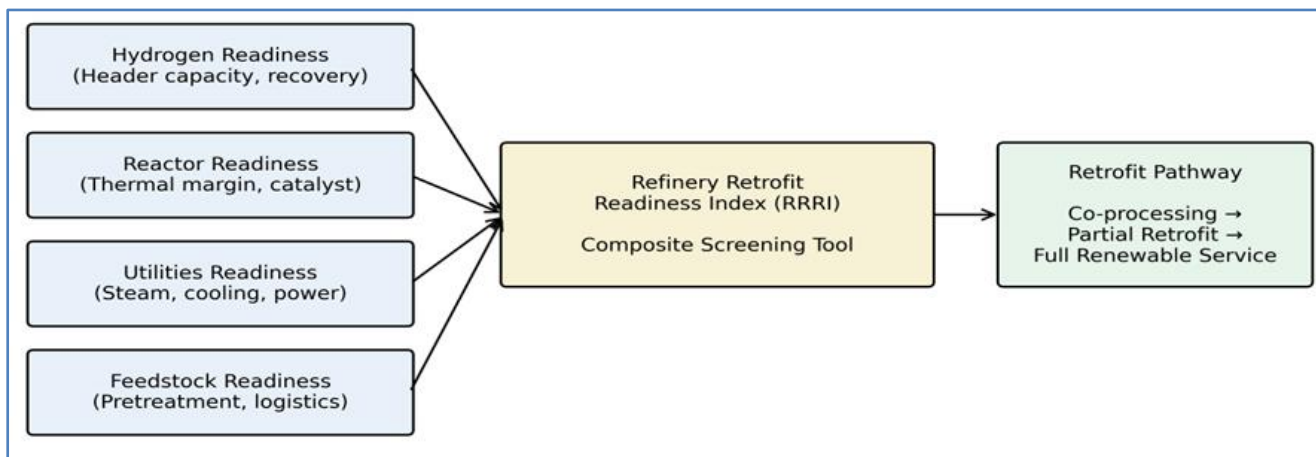 Hydrogen Readiness
(Header capacity, recovery)
Reactor Readiness
(Thermal margin, catalyst)
Utilities Readiness
(Steam, cooling, power)
Feedstock Readiness
(Pretreatment, logistics)
Refinery Retrofit
Readiness Index (RRRI)
Composite Screening Tool
Retrofit Pathway
Co-processing →
Partial Retrofit →
Full Renewable Service